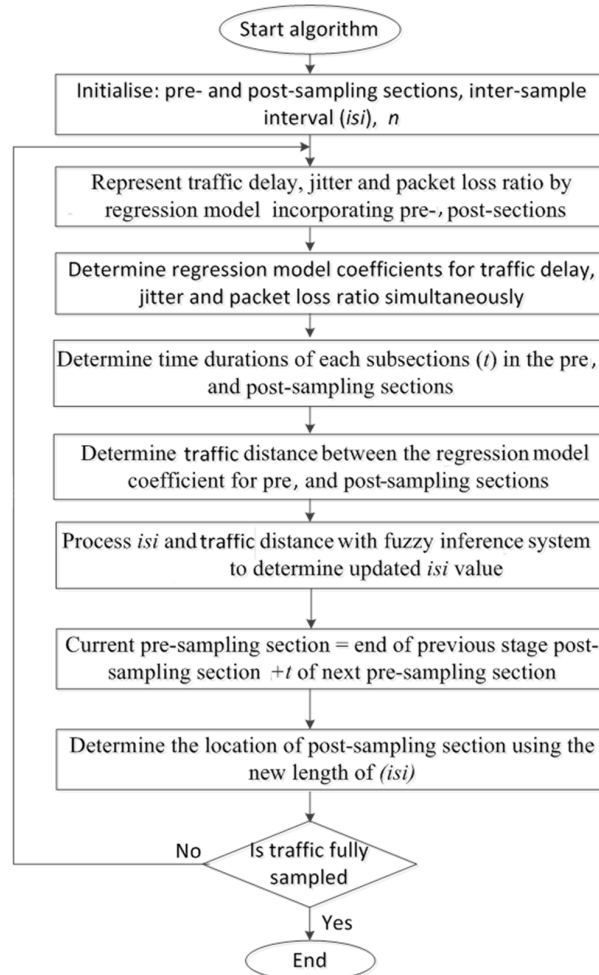 Start algorithm
Initialise: pre- and post-sampling sections, inter-sample
interval (isi), n
Represent traffic delay, jitter and packet loss ratio by
regression model incorporating pre-, post-sections
Determine regression model coefficients for traffic delay,
jitter and packet loss ratio simultaneously
Determine time durations of each subsections (t) in the pre,
and post-sampling sections
Determine traffic distance between the regression model
coefficient for pre, and post-sampling sections
Process isi and traffic distance with fuzzy inference system
to determine updated isi value
Current pre-sampling section = end of previous stage post-
sampling section +t of next pre-sampling section
Determine the location of post-sampling section using the
new length of (isi)
No
Is traffic fully
sampled
Yes
End